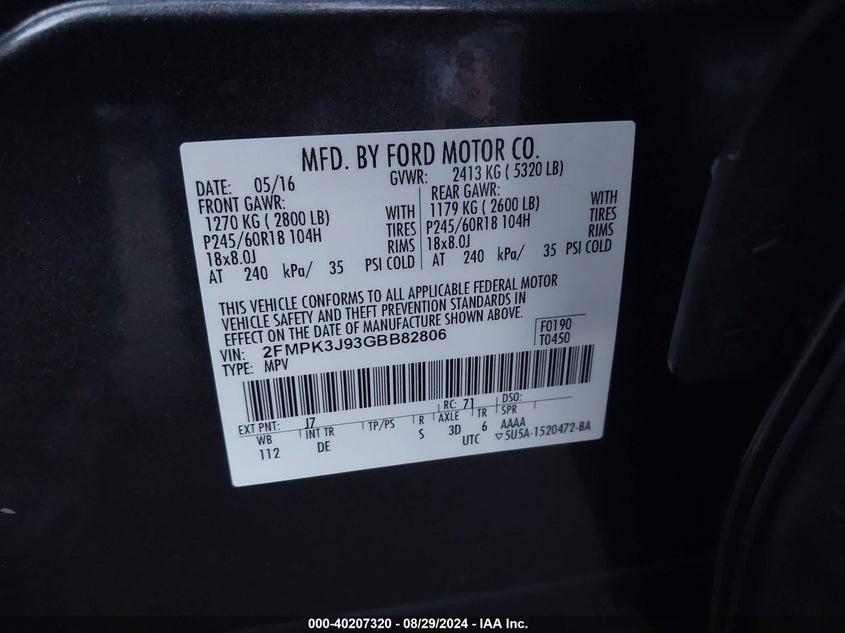 MFD. BY FORD MOTOR CO.
DATE: 05/16 GVWR: 2413 KG ( 5320 LB)
FRONT GAWR: REAR GAWR:
1270 KG ( 2800 LB) WITH 1179 KG ( 2600 LB) WITH
P245/60R18 104H TIRES P245/60R18 104H TIRES
18x8.0J RIMS 18x8.0J RIMS
AT 240 kPa/ 35 PSI COLD AT 240 kPa/ 35 PSI COLD
THIS VEHICLE CONFORMS TO ALL APPLICABLE FEDERAL MOTOR
VEHICLE SAFETY AND THEFT PREVENTION STANDARDS IN
EFFECT ON THE DATE OF MANUFACTURE SHOWN ABOVE.
VIN: 2FMPK3J93GBB82806 F0190
TYPE: MPV T0450
EXT PNT: J7 RC: 71 DSO:
WB INT TR TP/PS R AXLE TR SPR
112 DE S 3D 6 AAAA
UTC ▽5U5A-1520472-BA
000-40207320 - 08/29/2024 - IAA Inc.